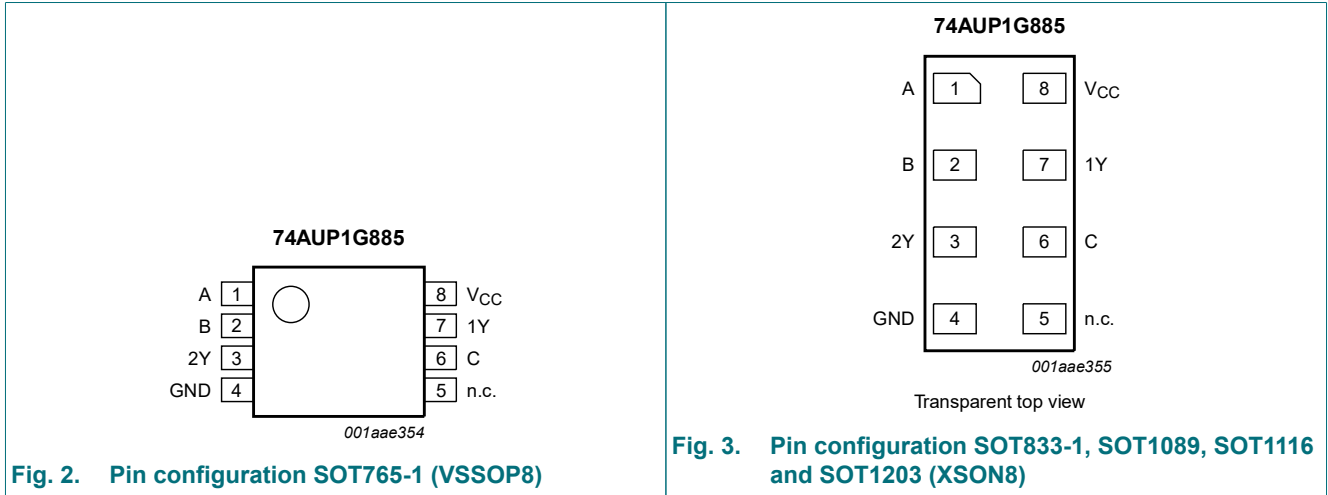 74AUP1G885
A 1 8 VCC
B 2 7 1Y
2Y 3 6 C
GND 4 5 n.c.
001aae354
Fig. 2. Pin configuration SOT765-1 (VSSOP8)
74AUP1G885
A 1 8 VCC
B 2 7 1Y
2Y 3 6 C
GND 4 5 n.c.
001aae355
Transparent top view
Fig. 3. Pin configuration SOT833-1, SOT1089, SOT1116
and SOT1203 (XSON8)